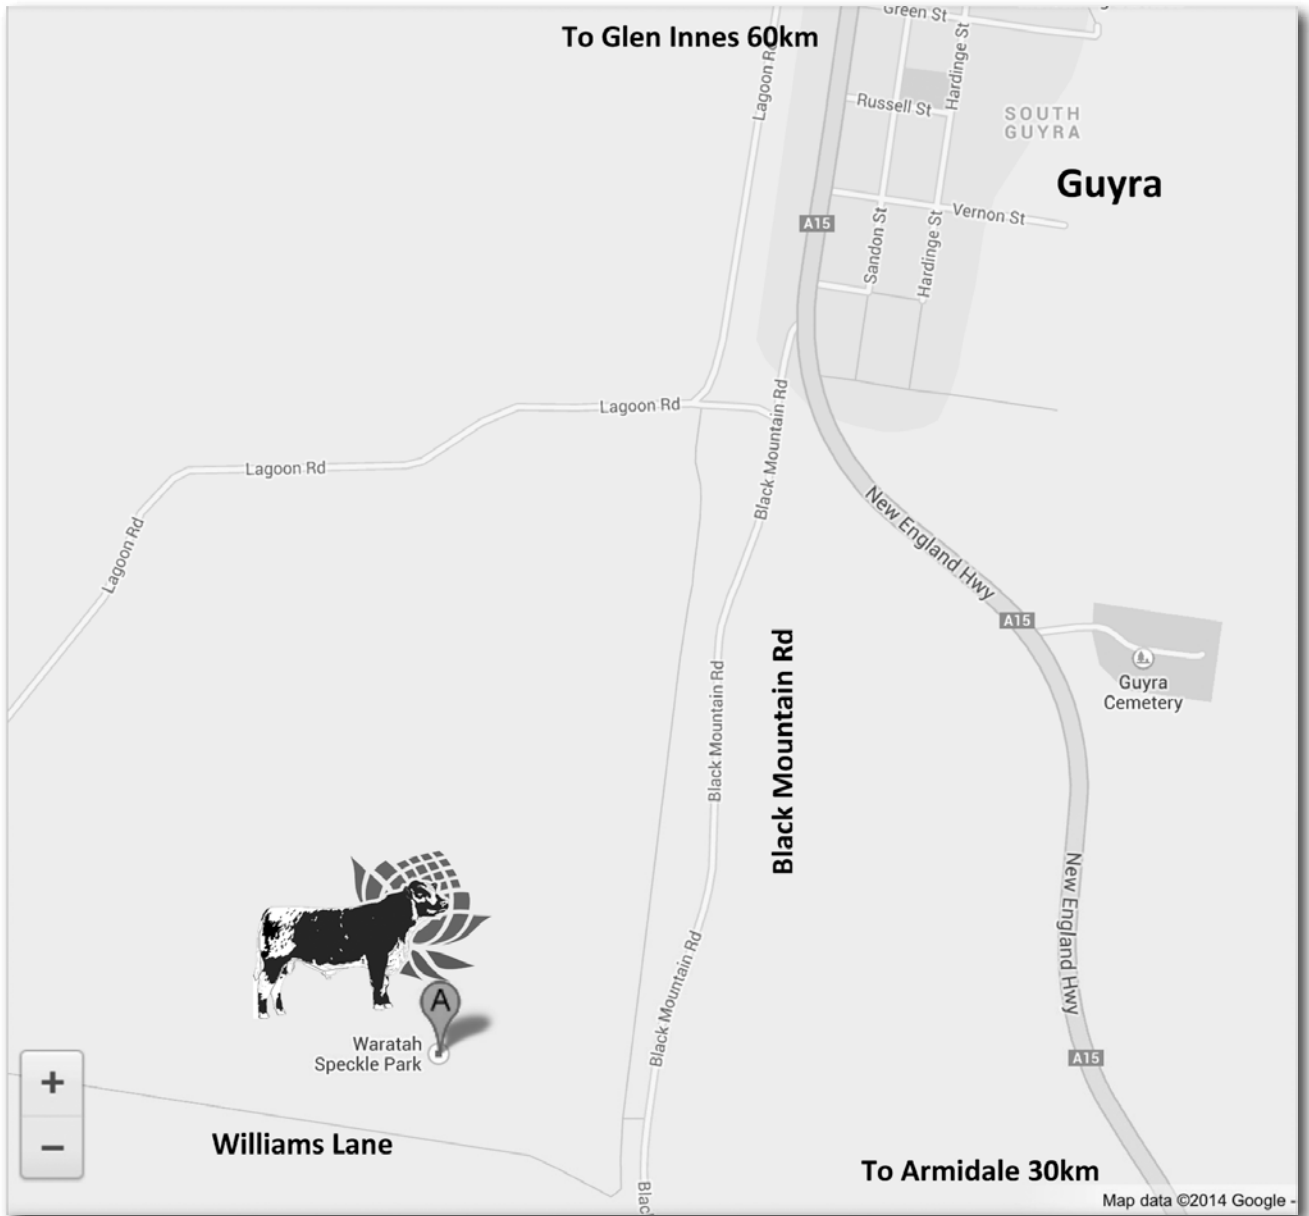 Green St
To Glen Innes 60km
Lagoon Rd
Hardinge St
Russell St
SOUTH
GUYRA
Guyra
Vernon St
A15
Sandon St
Hardinge St
Lagoon Rd
Black Mountain Rd
Lagoon Rd
New England Hwy
Lagoon Rd
A15
Guyra
Cemetery
Black Mountain Rd
Black Mountain Rd
New England Hwy
Black Mountain Rd
A
Waratah
Speckle Park
A15
+
−
Williams Lane
To Armidale 30km
Blac
Map data ©2014 Google -